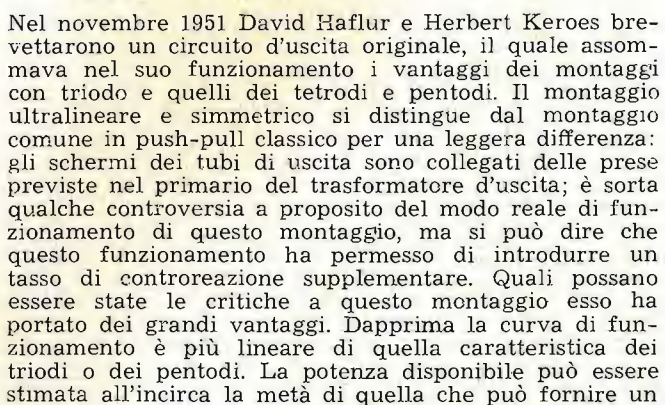 Nel novembre 1951 David Haflur e Herbert Keroes bre-
vettarono un circuito d'uscita originale, il quale assom-
mava nel suo funzionamento i vantaggi dei montaggi
con triodo e quelli dei tetrodi e pentodi. Il montaggio
ultralineare e simmetrico si distingue dal montaggio
comune in push-pull classico per una leggera differenza:
gli schermi dei tubi di uscita sono collegati delle prese
previste nel primario del trasformatore d'uscita; è sorta
qualche controversia a proposito del modo reale di fun-
zionamento di questo montaggio, ma si può dire che
questo funzionamento ha permesso di introdurre un
tasso di controreazione supplementare. Quali possano
essere state le critiche a questo montaggio esso ha
portato dei grandi vantaggi. Dapprima la curva di fun-
zionamento è più lineare di quella caratteristica dei
triodi o dei pentodi. La potenza disponibile può essere
stimata all'incirca la metà di quella che può fornire un